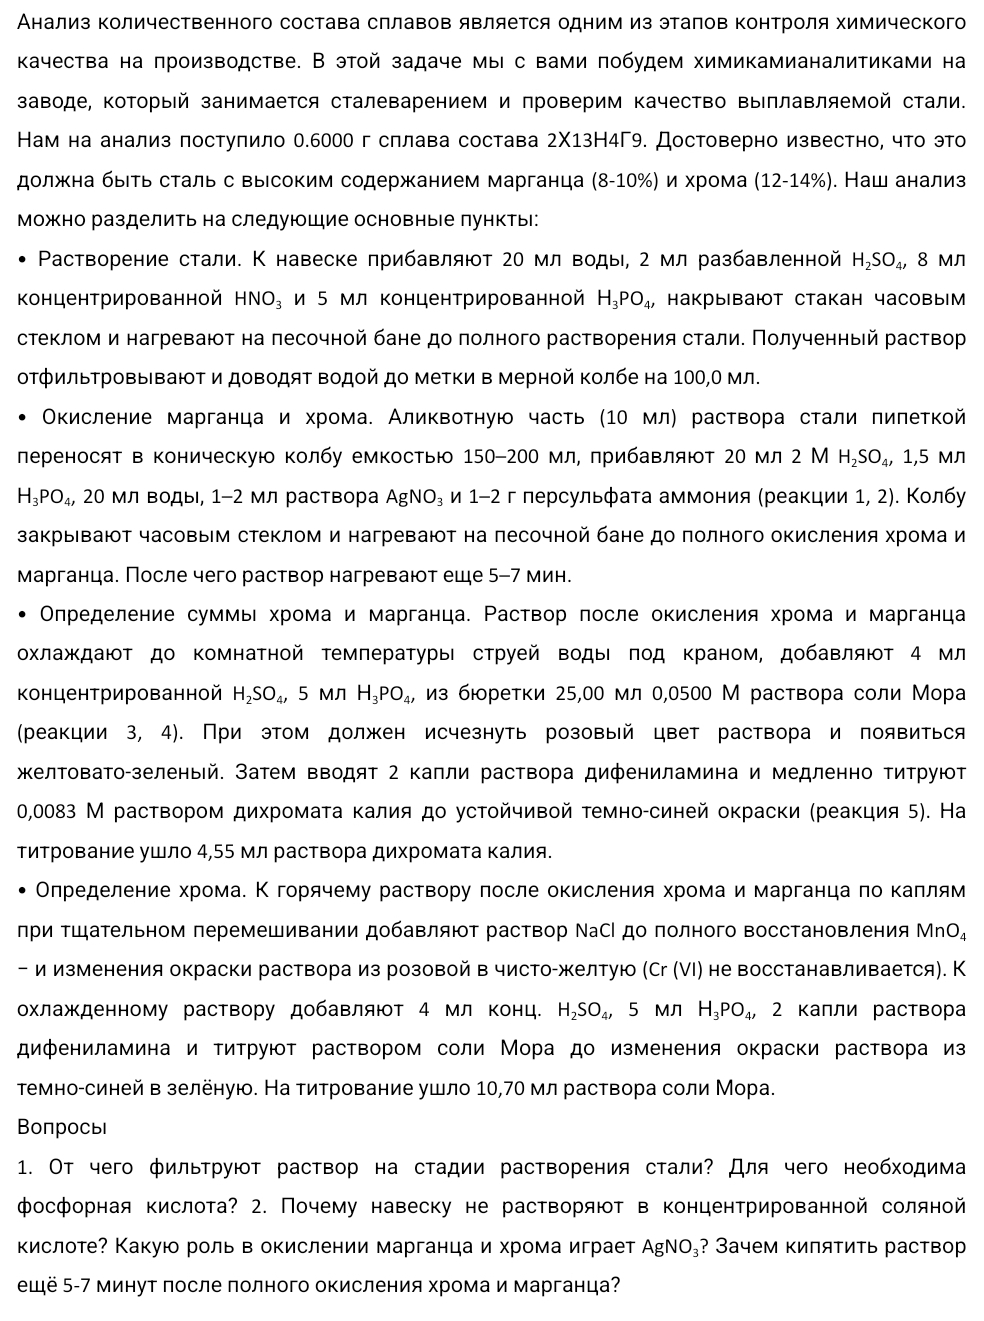 Анализ количественного состава сплавов является одним из этапов контроля химического
качества на производстве. В этой задаче мы с вами побудем химикамианалитиками на
заводе, который занимается сталеварением и проверим качество выплавляемой стали.
Нам на анализ поступило 0.6000 г сплава состава 2Х13Н4Г9. Достоверно известно, что это
должна быть сталь с высоким содержанием марганца (8-10%) и хрома (12-14%). Наш анализ
можно разделить на следующие основные пункты:
• Растворение стали. К навеске прибавляют 20 мл воды, 2 мл разбавленной H₂SO₄, 8 мл
концентрированной HNO₃ и 5 мл концентрированной H₃PO₄, накрывают стакан часовым
стеклом и нагревают на песочной бане до полного растворения стали. Полученный раствор
отфильтровывают и доводят водой до метки в мерной колбе на 100,0 мл.
• Окисление марганца и хрома. Аликвотную часть (10 мл) раствора стали пипеткой
переносят в коническую колбу емкостью 150–200 мл, прибавляют 20 мл 2 М H₂SO₄, 1,5 мл
H₃PO₄, 20 мл воды, 1–2 мл раствора AgNO₃ и 1–2 г персульфата аммония (реакции 1, 2). Колбу
закрывают часовым стеклом и нагревают на песочной бане до полного окисления хрома и
марганца. После чего раствор нагревают еще 5–7 мин.
• Определение суммы хрома и марганца. Раствор после окисления хрома и марганца
охлаждают до комнатной температуры струей воды под краном, добавляют 4 мл
концентрированной H₂SO₄, 5 мл H₃PO₄, из бюретки 25,00 мл 0,0500 М раствора соли Мора
(реакции 3, 4). При этом должен исчезнуть розовый цвет раствора и появиться
желтовато-зеленый. Затем вводят 2 капли раствора дифениламина и медленно титруют
0,0083 М раствором дихромата калия до устойчивой темно-синей окраски (реакция 5). На
титрование ушло 4,55 мл раствора дихромата калия.
• Определение хрома. К горячему раствору после окисления хрома и марганца по каплям
при тщательном перемешивании добавляют раствор NaCl до полного восстановления MnO₄
− и изменения окраски раствора из розовой в чисто-желтую (Cr (VI) не восстанавливается). К
охлажденному раствору добавляют 4 мл конц. H₂SO₄, 5 мл H₃PO₄, 2 капли раствора
дифениламина и титруют раствором соли Мора до изменения окраски раствора из
темно-синей в зелёную. На титрование ушло 10,70 мл раствора соли Мора.
Вопросы
1. От чего фильтруют раствор на стадии растворения стали? Для чего необходима
фосфорная кислота? 2. Почему навеску не растворяют в концентрированной соляной
кислоте? Какую роль в окислении марганца и хрома играет AgNO₃? Зачем кипятить раствор
ещё 5-7 минут после полного окисления хрома и марганца?